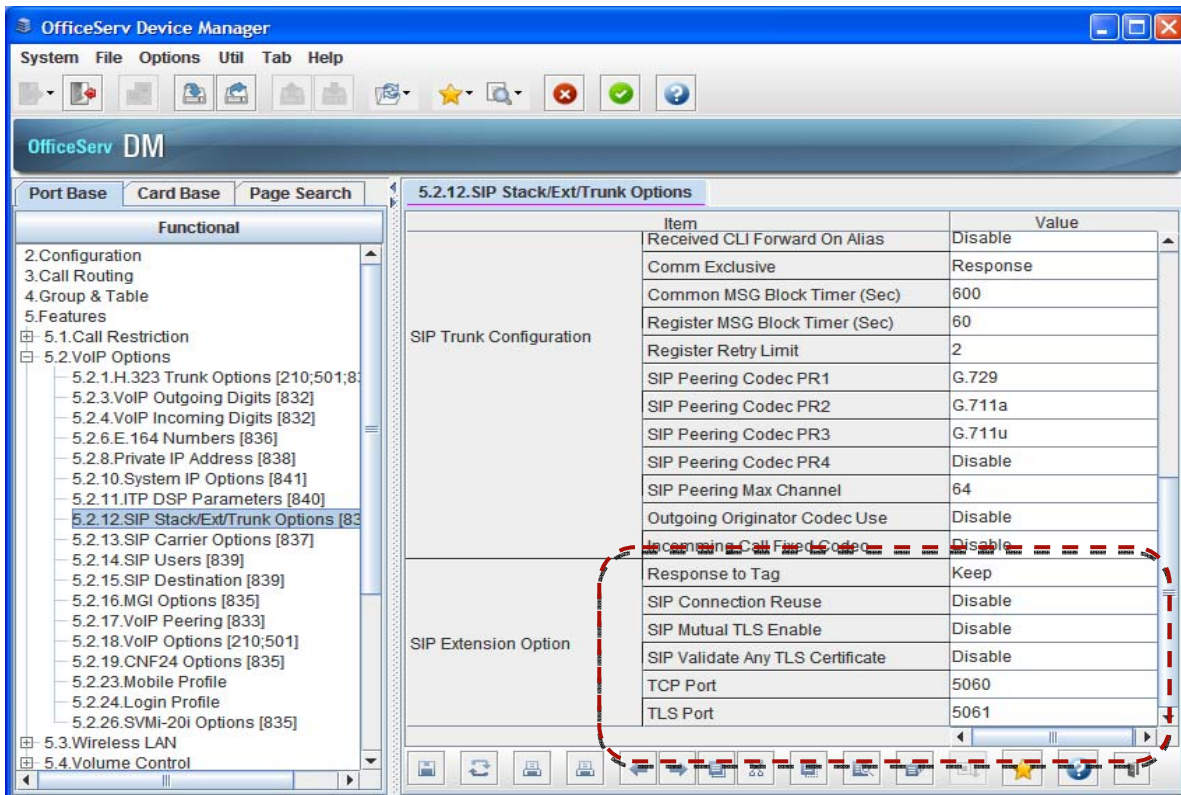 OfficeServ Device Manager
System File Options Util Tab Help
OfficeServ DM
Port Base Card Base Page Search
Functional
2.Configuration
3.Call Routing
4.Group & Table
5.Features
5.1.Call Restriction
5.2.VoIP Options
5.2.1.H.323 Trunk Options [210;501;8
5.2.3.VoIP Outgoing Digits [832]
5.2.4.VoIP Incoming Digits [832]
5.2.6.E.164 Numbers [836]
5.2.8.Private IP Address [838]
5.2.10.System IP Options [841]
5.2.11.ITP DSP Parameters [840]
5.2.12.SIP Stack/Ext/Trunk Options [83
5.2.13.SIP Carrier Options [837]
5.2.14.SIP Users [839]
5.2.15.SIP Destination [839]
5.2.16.MGI Options [835]
5.2.17.VoIP Peering [833]
5.2.18.VoIP Options [210;501]
5.2.19.CNF24 Options [835]
5.2.23.Mobile Profile
5.2.24.Login Profile
5.2.26.SVMi-20i Options [835]
5.3.Wireless LAN
5.4.Volume Control
5.2.12.SIP Stack/Ext/Trunk Options
Item Value
SIP Trunk Configuration
Received CLI Forward On Alias Disable
Comm Exclusive Response
Common MSG Block Timer (Sec) 600
Register MSG Block Timer (Sec) 60
Register Retry Limit 2
SIP Peering Codec PR1 G.729
SIP Peering Codec PR2 G.711a
SIP Peering Codec PR3 G.711u
SIP Peering Codec PR4 Disable
SIP Peering Max Channel 64
Outgoing Originator Codec Use Disable
Incomming Call Fixed Codec Disable
SIP Extension Option
Response to Tag Keep
SIP Connection Reuse Disable
SIP Mutual TLS Enable Disable
SIP Validate Any TLS Certificate Disable
TCP Port 5060
TLS Port 5061